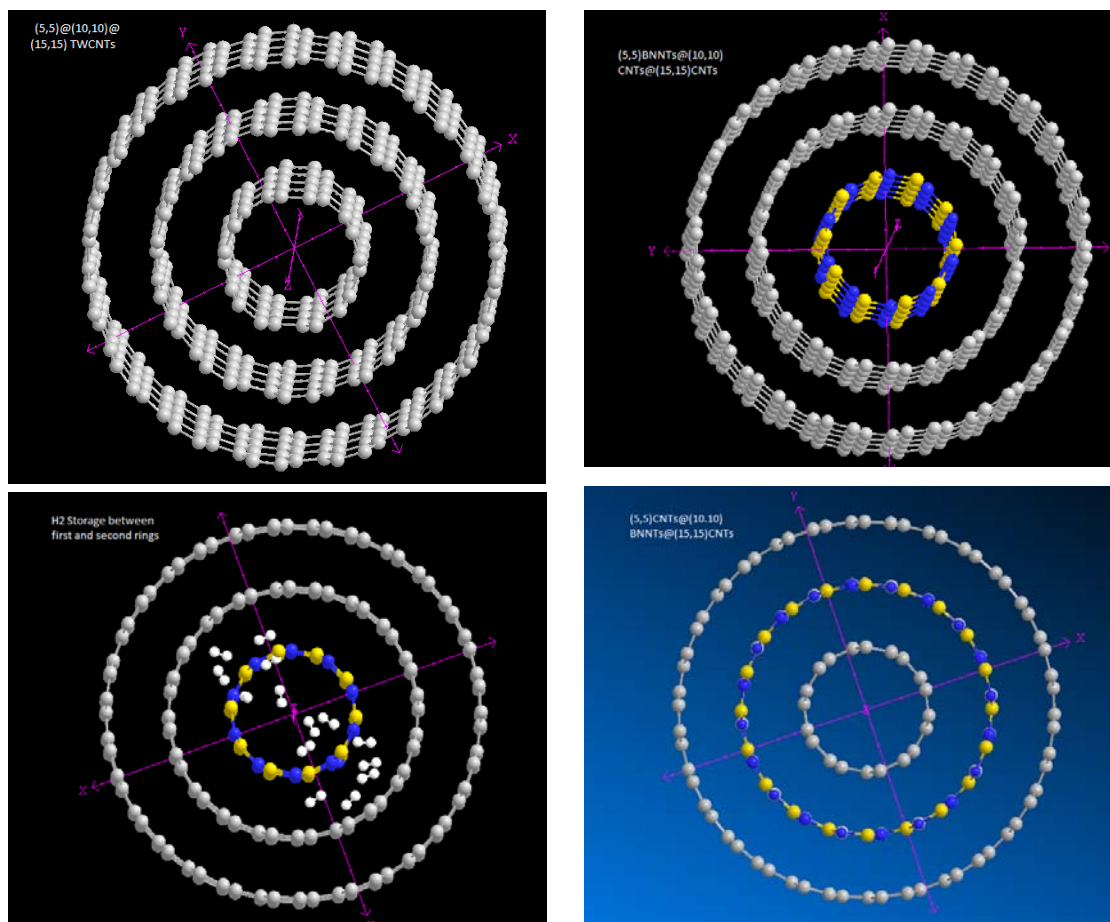 (5,5)@(10,10)@
(15,15) TWCNTs
Y
X
X
(5,5)BNNTs@(10,10)
CNTs@(15,15)CNTs
Y
Z
H2 Storage between
first and second rings
X
(5,5)CNTs@(10.10)
BNNTs@(15,15)CNTs
Y
X